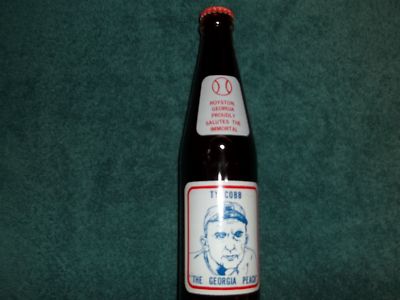 ROYSTON,
GEORGIA
PROUDLY
SALUTES THE
IMMORTAL
TY COBB
"THE GEORGIA PEACH"